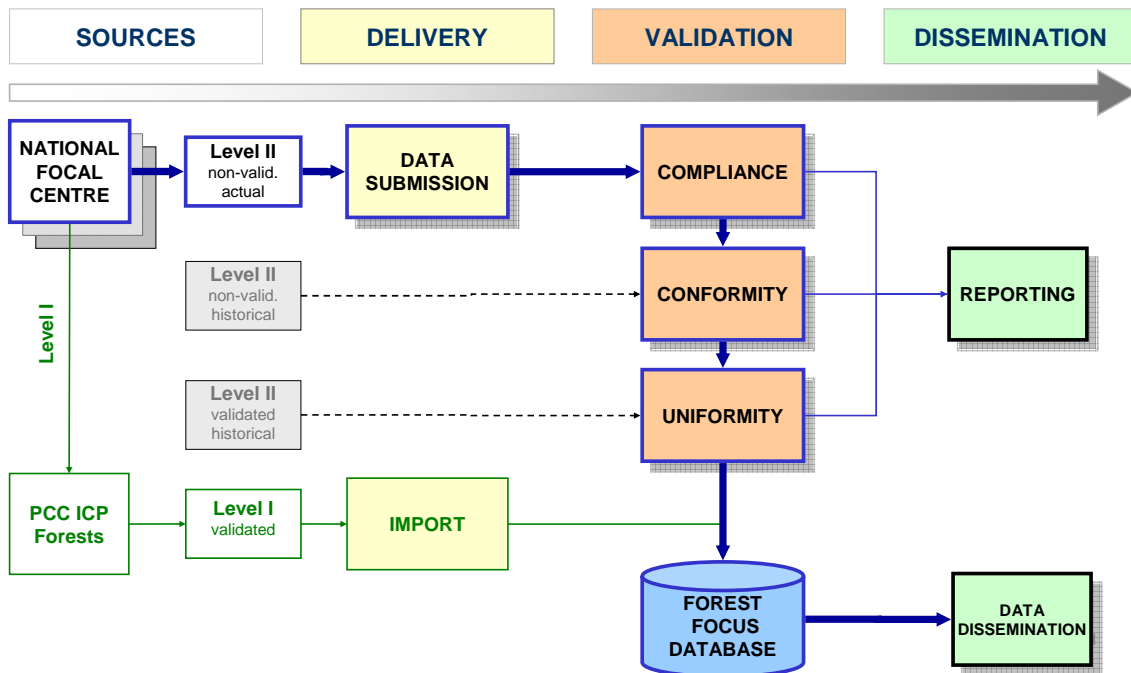 SOURCES
DELIVERY
VALIDATION
DISSEMINATION
NATIONAL
FOCAL
CENTRE
Level II
non-valid.
actual
DATA
SUBMISSION
COMPLIANCE
Level II
non-valid.
historical
CONFORMITY
REPORTING
Level I
Level II
validated
historical
UNIFORMITY
PCC ICP
Forests
Level I
validated
IMPORT
FOREST
FOCUS
DATABASE
DATA
DISSEMINATION